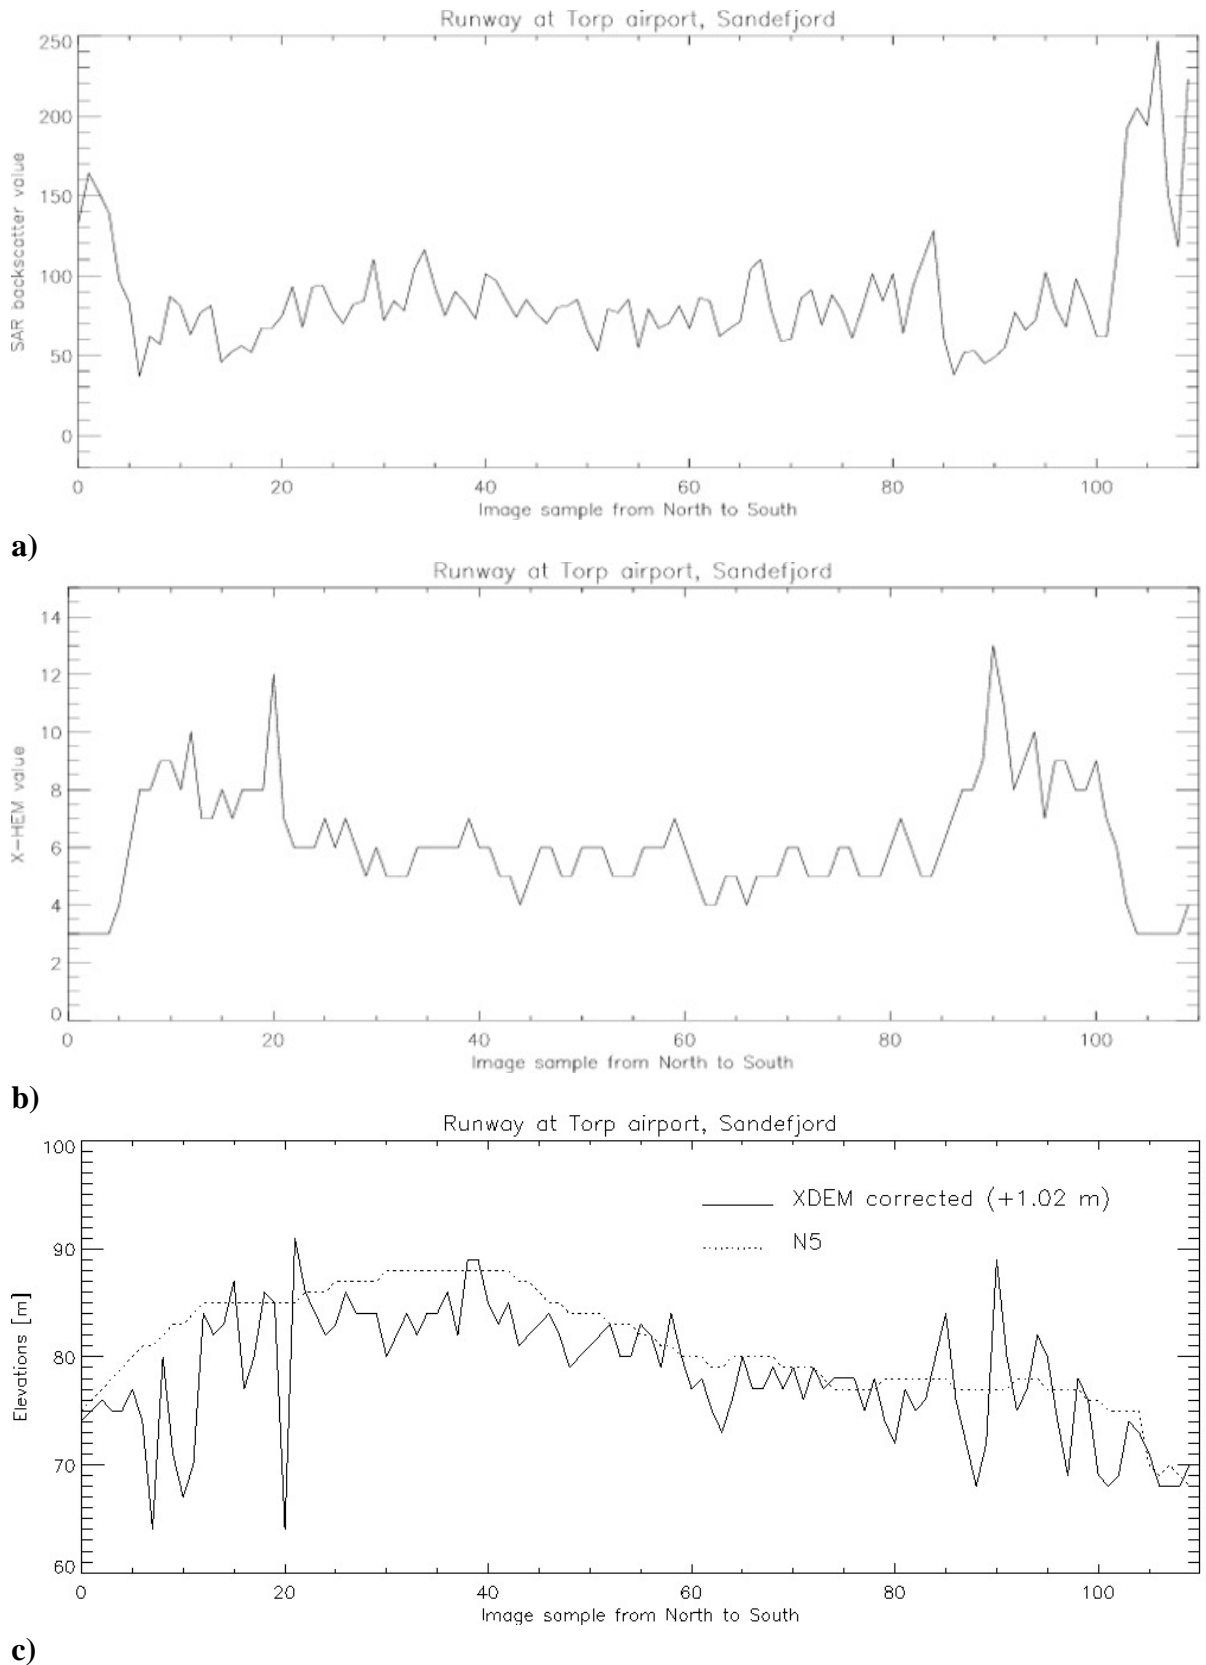 Runway at Torp airport, Sandefjord
250
200
150
100
50
0
SAR backscatter value
0 20 40 60 80 100
Image sample from North to South
a)
Runway at Torp airport, Sandefjord
14
12
10
8
6
4
2
0
X-HEM value
0 20 40 60 80 100
Image sample from North to South
b)
Runway at Torp airport, Sandefjord
100
XDEM corrected (+1.02 m)
N5
90
80
70
60
Elevations [m]
0 20 40 60 80 100
Image sample from North to South
c)